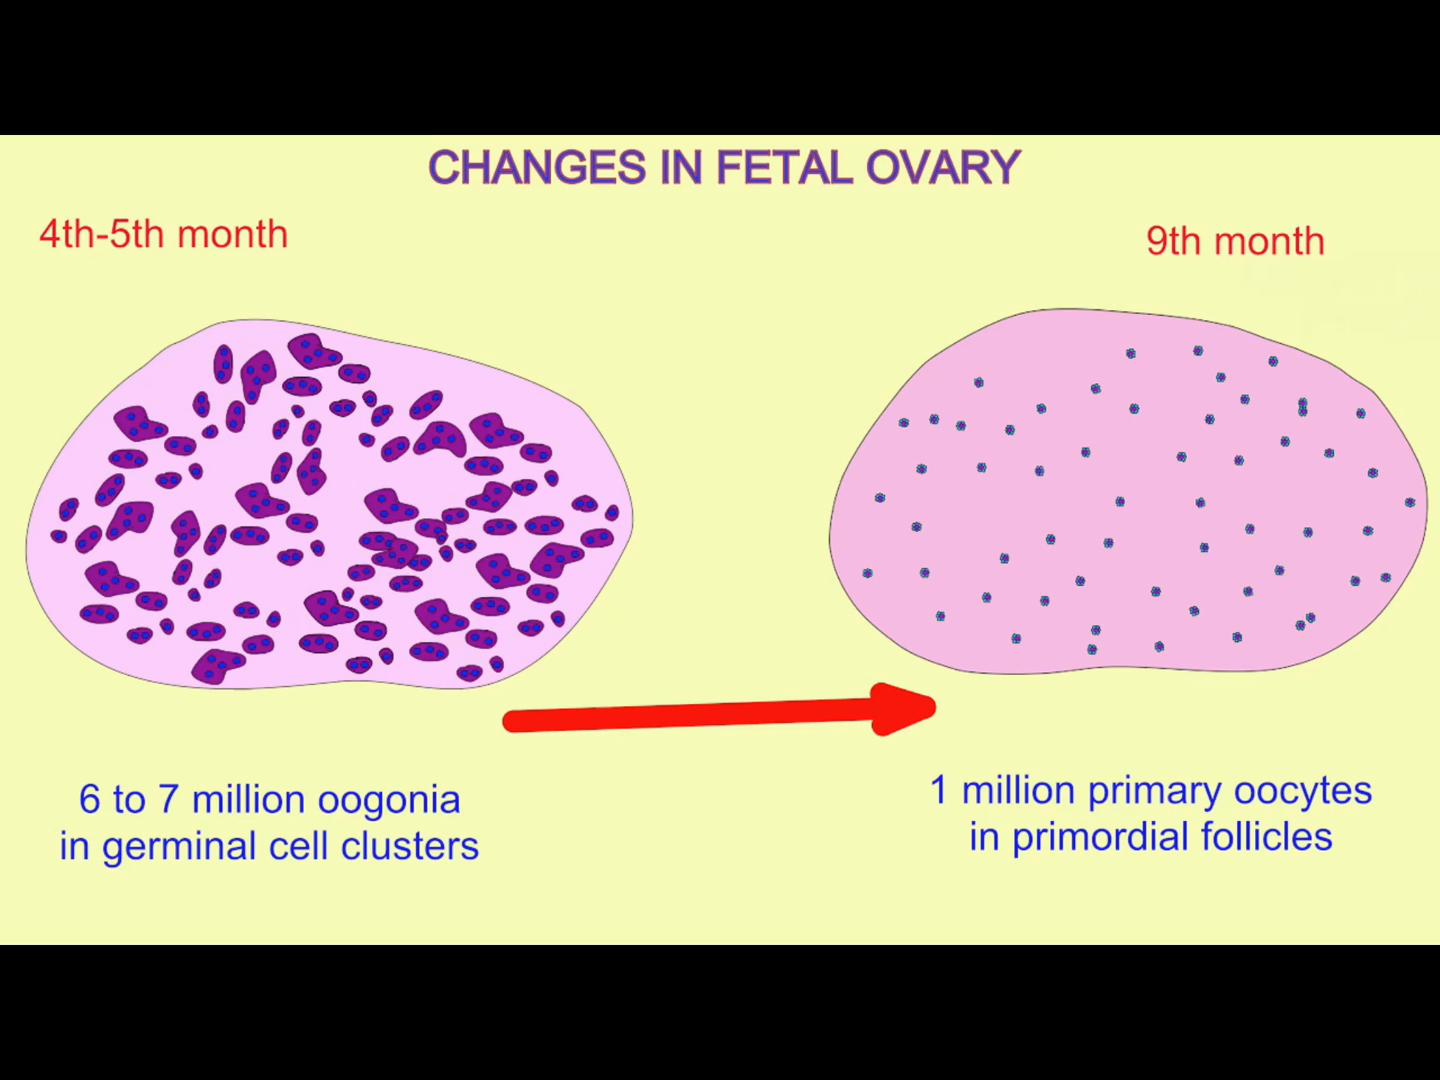 CHANGES IN FETAL OVARY
4th-5th month
9th month
6 to 7 million oogonia
in germinal cell clusters
1 million primary oocytes
in primordial follicles